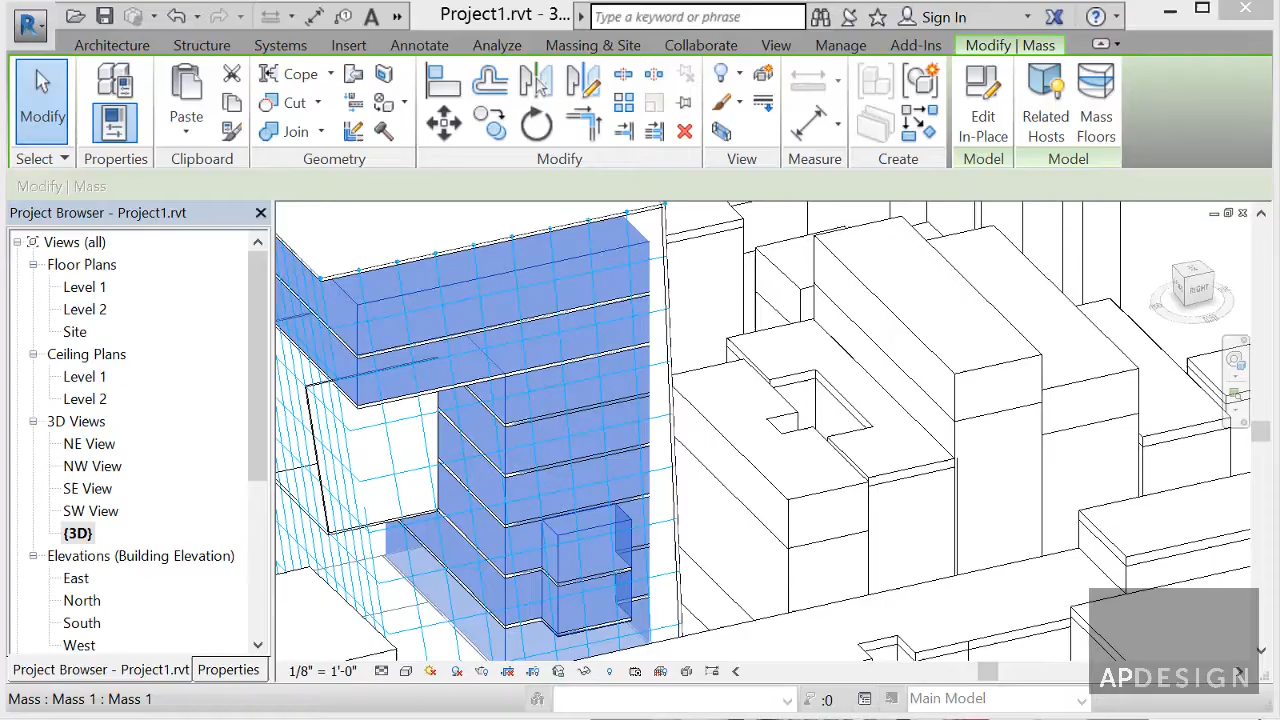 Project1.rvt - 3...
Type a keyword or phrase
Sign In
Architecture Structure Systems Insert Annotate Analyze Massing & Site Collaborate View Manage Add-Ins Modify | Mass
Modify
Cope
Cut
Join
Paste
Edit In-Place
Related Hosts
Mass Floors
Select Properties Clipboard Geometry Modify View Measure Create Model Model
Modify | Mass
Project Browser - Project1.rvt
Views (all)
Floor Plans
Level 1
Level 2
Site
Ceiling Plans
Level 1
Level 2
3D Views
NE View
NW View
SE View
SW View
{3D}
Elevations (Building Elevation)
East
North
South
West
RIGHT
Project Browser - Project1.rvt Properties
1/8" = 1'-0"
Mass : Mass 1 : Mass 1
:0
Main Model
APDESIGN